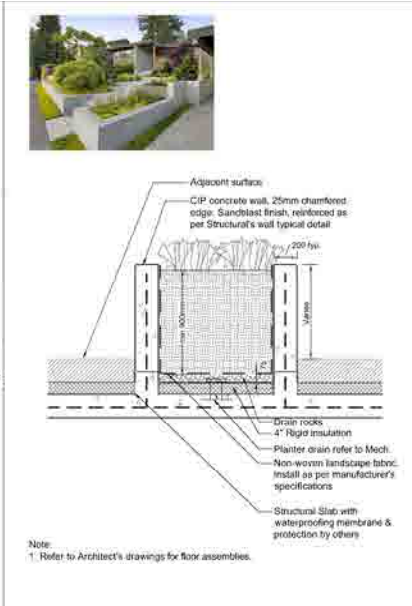 Adjacent surface
CIP concrete wall, 25mm chamfered
edge. Sandblast finish, reinforced as
per Structural's wall typical detail
200 typ.
Varies
900mm
75
Drain rocks
4" Rigid insulation
Planter drain refer to Mech.
Non-woven landscape fabric.
Install as per manufacturer's
specifications
Structural Slab with
waterproofing membrane &
protection by others
Note:
1. Refer to Architect's drawings for floor assemblies.